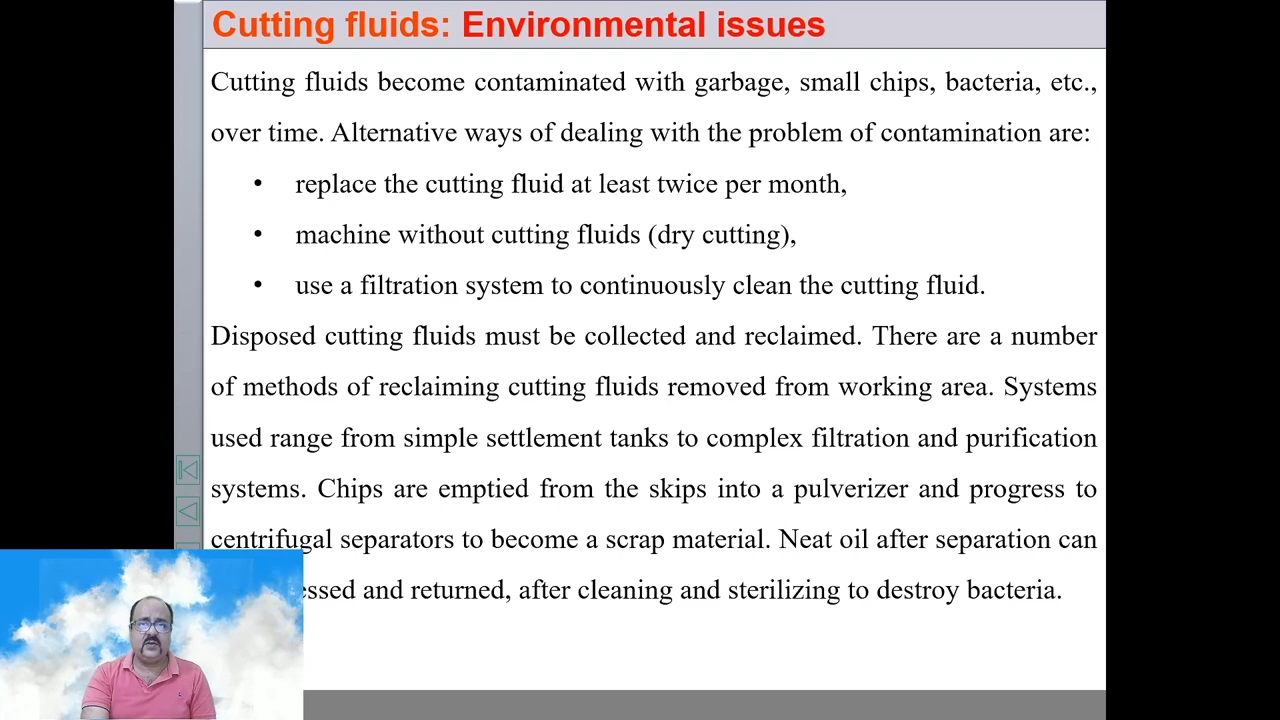 Cutting fluids: Environmental issues
Cutting fluids become contaminated with garbage, small chips, bacteria, etc.,
over time. Alternative ways of dealing with the problem of contamination are:
• replace the cutting fluid at least twice per month,
• machine without cutting fluids (dry cutting),
• use a filtration system to continuously clean the cutting fluid.
Disposed cutting fluids must be collected and reclaimed. There are a number
of methods of reclaiming cutting fluids removed from working area. Systems
used range from simple settlement tanks to complex filtration and purification
systems. Chips are emptied from the skips into a pulverizer and progress to
centrifugal separators to become a scrap material. Neat oil after separation can
and returned, after cleaning and sterilizing to destroy bacteria.